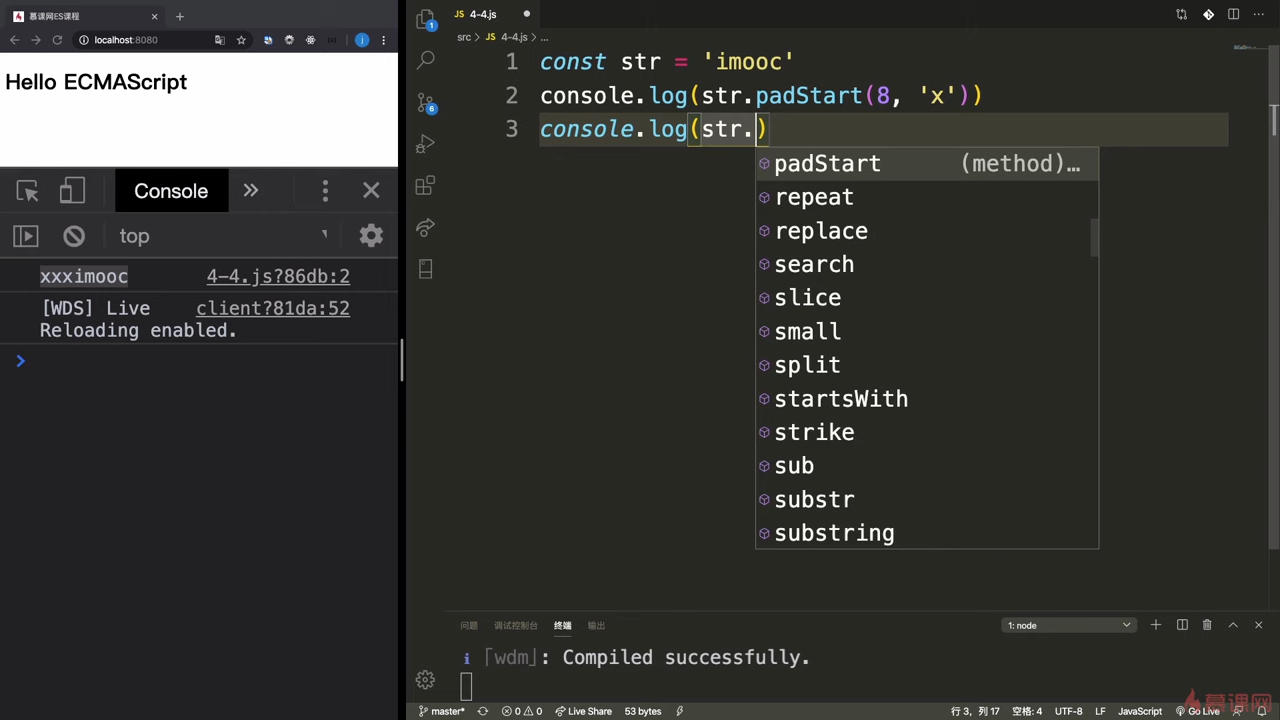 慕课网ES课程
localhost:8080
Hello ECMAScript
Console
top
xxximooc 4-4.js?86db:2
[WDS] Live client?81da:52
Reloading enabled.
4-4.js
src > JS 4-4.js > ...
1 const str = 'imooc'
2 console.log(str.padStart(8, 'x'))
3 console.log(str.)
padStart (method)…
repeat
replace
search
slice
small
split
startsWith
strike
sub
substr
substring
问题 调试控制台 终端 输出
1: node
i ｢wdm｣: Compiled successfully.
master* 0 0 Live Share 53 bytes 行 3, 列 17 空格: 4 UTF-8 LF JavaScript Go Live
慕课网